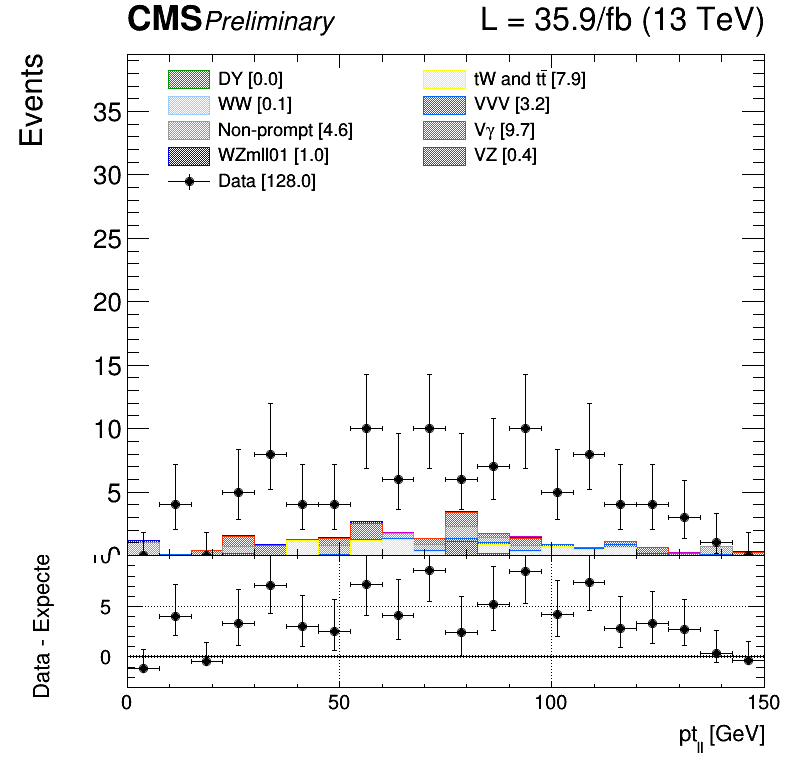 CMS Preliminary L = 35.9/fb (13 TeV)
Events
DY [0.0]
WW [0.1]
Non-prompt [4.6]
WZmll01 [1.0]
Data [128.0]
tW and tt̄ [7.9]
VVV [3.2]
Vγ [9.7]
VZ [0.4]
35
30
25
20
15
10
5
Data - Expecte
5
0
0 50 100 150
pt_ll [GeV]